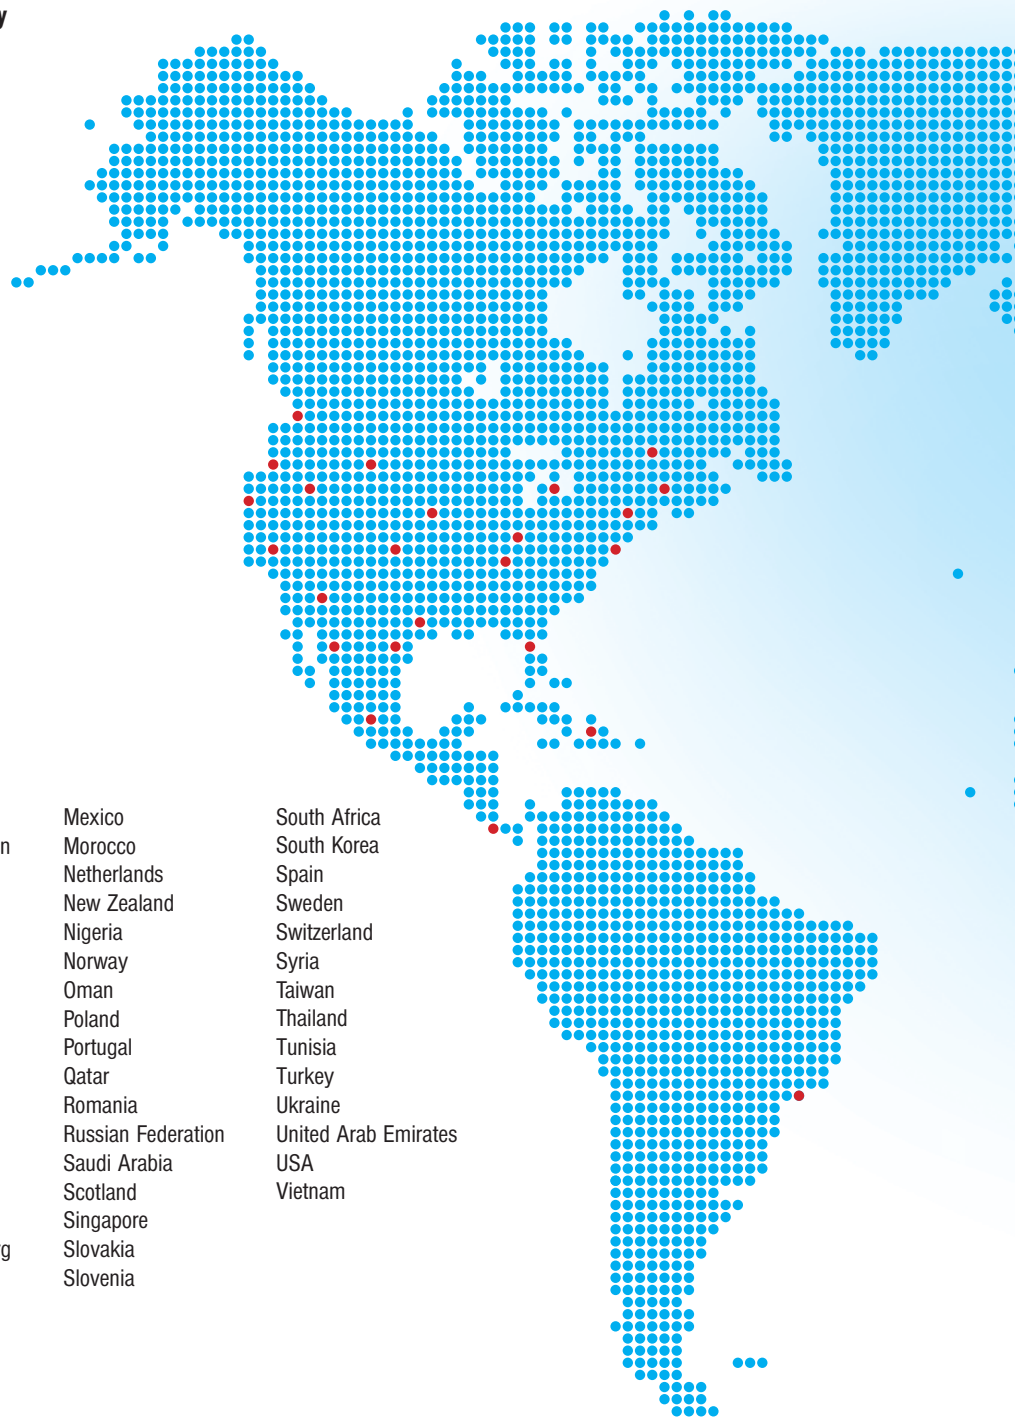 Mexico
Morocco
Netherlands
New Zealand
Nigeria
Norway
Oman
Poland
Portugal
Qatar
Romania
Russian Federation
Saudi Arabia
Scotland
Singapore
Slovakia
Slovenia
South Africa
South Korea
Spain
Sweden
Switzerland
Syria
Taiwan
Thailand
Tunisia
Turkey
Ukraine
United Arab Emirates
USA
Vietnam